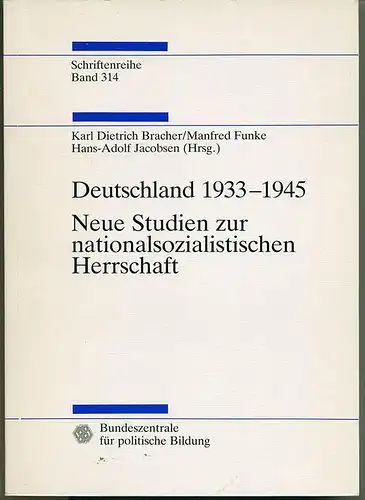 Schriftenreihe
Band 314
Karl Dietrich Bracher/Manfred Funke
Hans-Adolf Jacobsen (Hrsg.)
Deutschland 1933–1945
Neue Studien zur
nationalsozialistischen
Herrschaft
Bundeszentrale
für politische Bildung